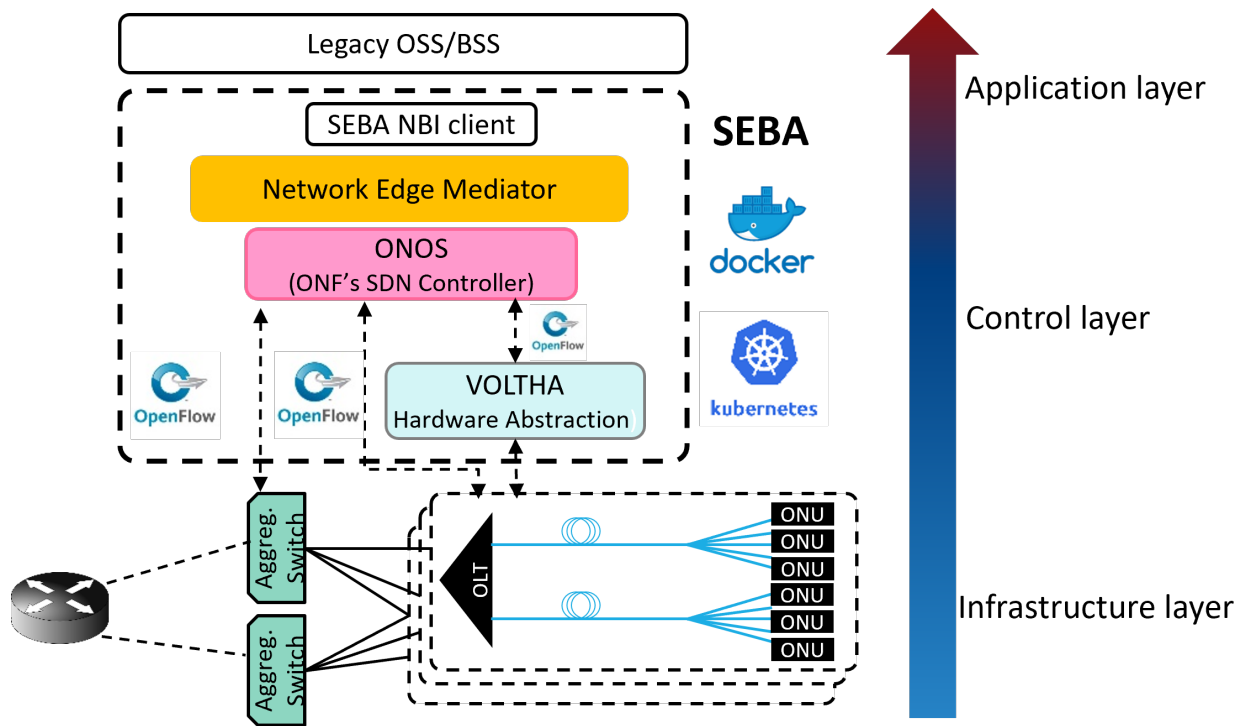 Legacy OSS/BSS
Application layer
SEBA NBI client
SEBA
Network Edge Mediator
docker
ONOS
(ONF's SDN Controller)
Control layer
OpenFlow
OpenFlow
OpenFlow
VOLTHA
Hardware Abstraction)
kubernetes
Aggreg.
Switch
OLT
ONU
ONU
ONU
ONU
ONU
ONU
Infrastructure layer
Aggreg.
Switch